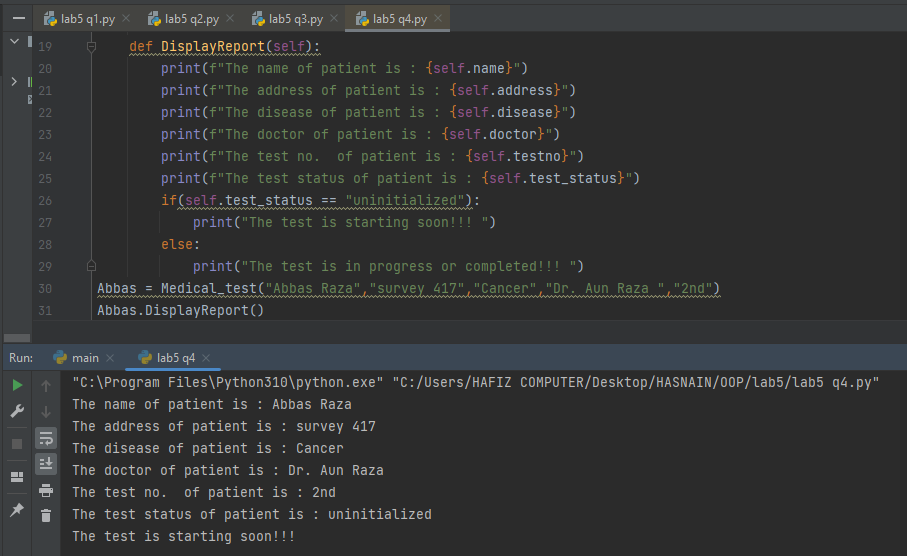 lab5 q1.py lab5 q2.py lab5 q3.py lab5 q4.py
19 def DisplayReport(self):
20 print(f"The name of patient is : {self.name}")
21 print(f"The address of patient is : {self.address}")
22 print(f"The disease of patient is : {self.disease}")
23 print(f"The doctor of patient is : {self.doctor}")
24 print(f"The test no.  of patient is : {self.testno}")
25 print(f"The test status of patient is : {self.test_status}")
26 if(self.test_status == "uninitialized"):
27 print("The test is starting soon!!! ")
28 else:
29 print("The test is in progress or completed!!! ")
30 Abbas = Medical_test("Abbas Raza","survey 417","Cancer","Dr. Aun Raza ","2nd")
31 Abbas.DisplayReport()
Run: main lab5 q4
"C:\Program Files\Python310\python.exe" "C:/Users/HAFIZ COMPUTER/Desktop/HASNAIN/OOP/lab5/lab5 q4.py"
The name of patient is : Abbas Raza
The address of patient is : survey 417
The disease of patient is : Cancer
The doctor of patient is : Dr. Aun Raza
The test no.  of patient is : 2nd
The test status of patient is : uninitialized
The test is starting soon!!!